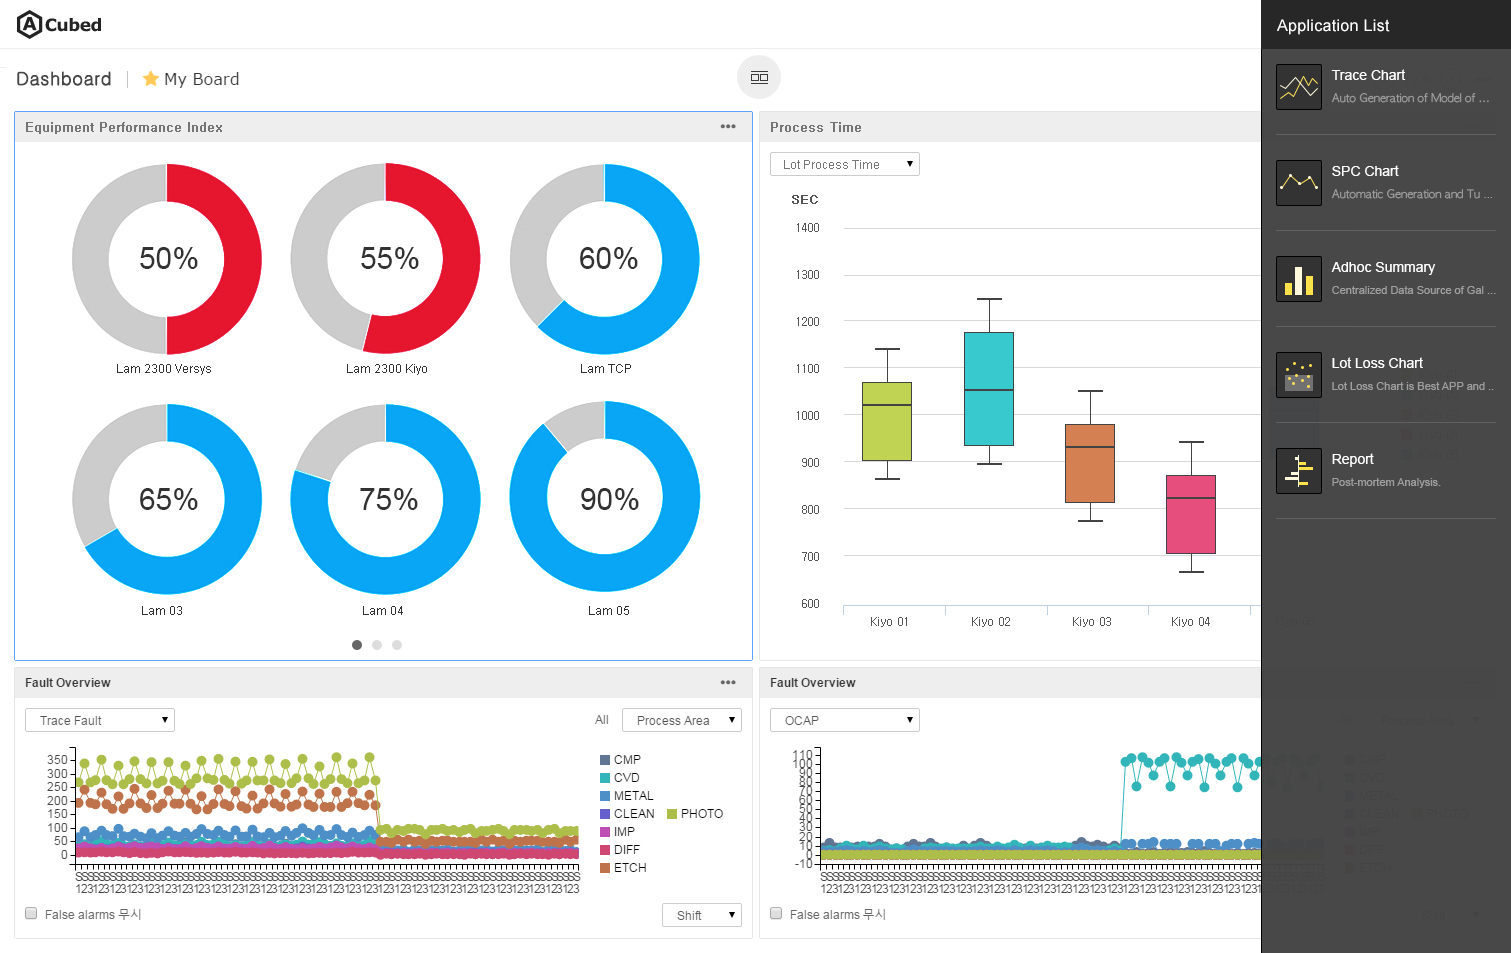 A Cubed
Application List
Dashboard
My Board
Trace Chart
Auto Generation of Model of ...
SPC Chart
Automatic Generation and Tu ...
Adhoc Summary
Centralized Data Source of Gal ...
Lot Loss Chart
Lot Loss Chart is Best APP and ..
Report
Post-mortem Analysis.
Equipment Performance Index
50%
55%
60%
Lam 2300 Versys
Lam 2300 Kiyo
Lam TCP
65%
75%
90%
Lam 03
Lam 04
Lam 05
Process Time
Lot Process Time
SEC
1400
1300
1200
1100
1000
900
800
700
600
Kiyo 01
Kiyo 02
Kiyo 03
Kiyo 04
Fault Overview
Trace Fault
All
Process Area
350
300
250
200
150
100
50
0
CMP
CVD
METAL
CLEAN
PHOTO
IMP
DIFF
ETCH
False alarms 무시
Shift
Fault Overview
OCAP
110
100
90
80
70
60
50
40
30
20
10
0
-10
False alarms 무시